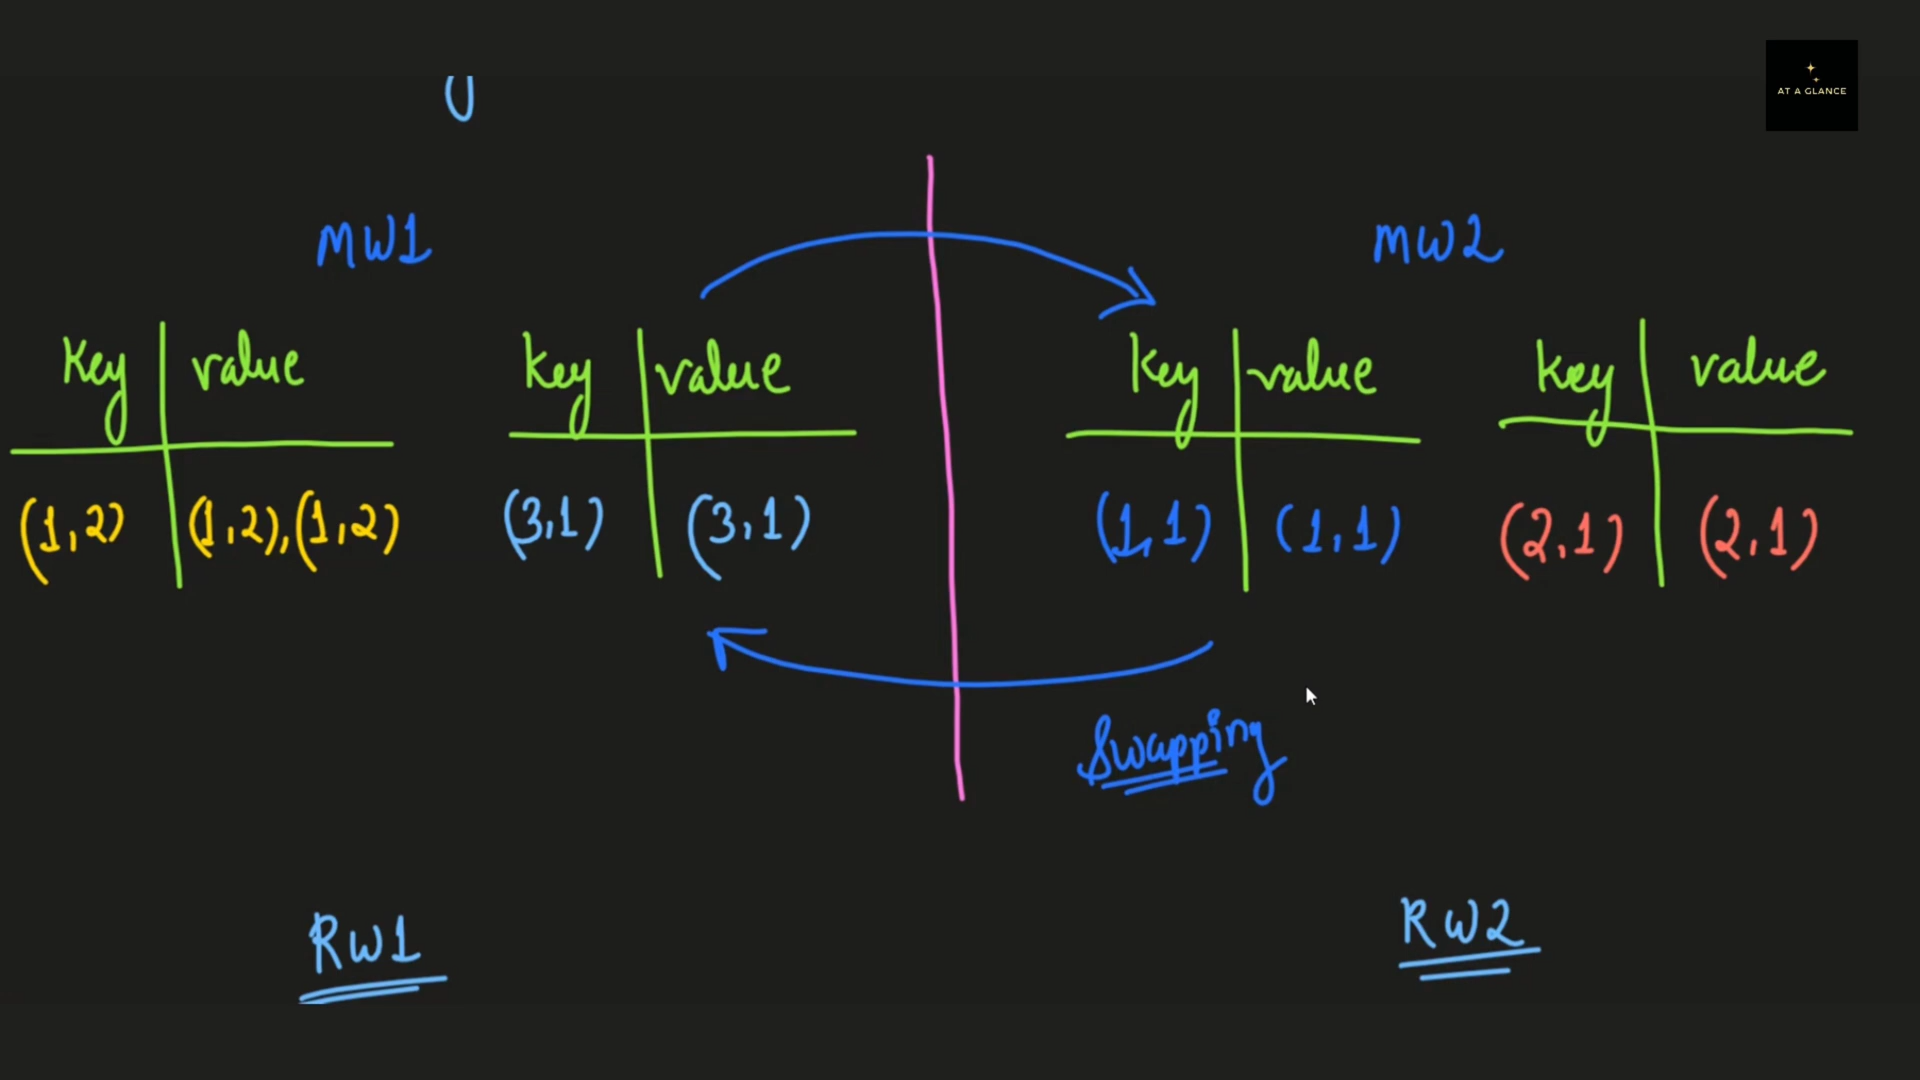 AT A GLANCE
MW1 MW2
Key value key value key value key value
(1,2) (1,2),(1,2) (3,1) (3,1) (1,1) (1,1) (2,1) (2,1)
Swapping
RW1 RW2